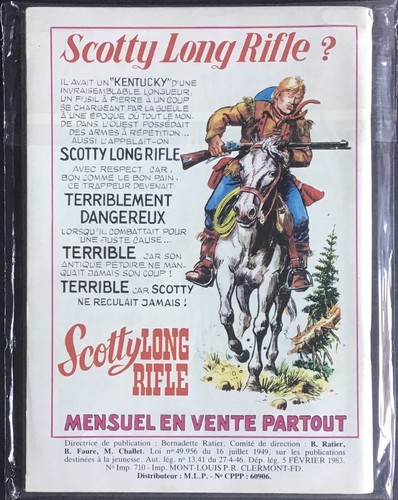 Scotty Long Rifle ?
IL AVAIT UN "KENTUCKY" D'UNE
INVRAISEMBLABLE LONGUEUR,
UN FUSIL À PIERRE À UN COUP
SE CHARGEANT PAR LA GUEULE
À UNE ÉPOQUE OÙ TOUT LE MON-
DE DANS L'OUEST POSSÉDAIT
DES ARMES À RÉPÉTITION...
AUSSI L'APPELAIT-ON
SCOTTY LONG RIFLE
AVEC RESPECT CAR,
BON COMME LE BON PAIN,
CE TRAPPEUR DEVENAIT
TERRIBLEMENT
DANGEREUX
LORSQU'IL COMBATTAIT POUR
UNE JUSTE CAUSE...
TERRIBLE CAR SON
ANTIQUE PÉTOIRE NE MAN-
QUAIT JAMAIS SON COUP !
TERRIBLE CAR SCOTTY
NE RECULAIT JAMAIS !
Scotty LONG
RIFLE
MENSUEL EN VENTE PARTOUT
Directrice de publication : Bernadette Ratier. Comité de direction : B. Ratier,
B. Faure, M. Challet. Loi nº 49.956 du 16 juillet 1949, sur les publications
destinées à la jeunesse. Aut. lég. nº 13.41 du 27-4-46. Dép. lég. 5 FÉVRIER 1983.
Nº Imp. 710 - Imp. MONT-LOUIS P.R. CLERMONT-FD.
Distributeur : M.L.P. - Nº CPPP : 60906.